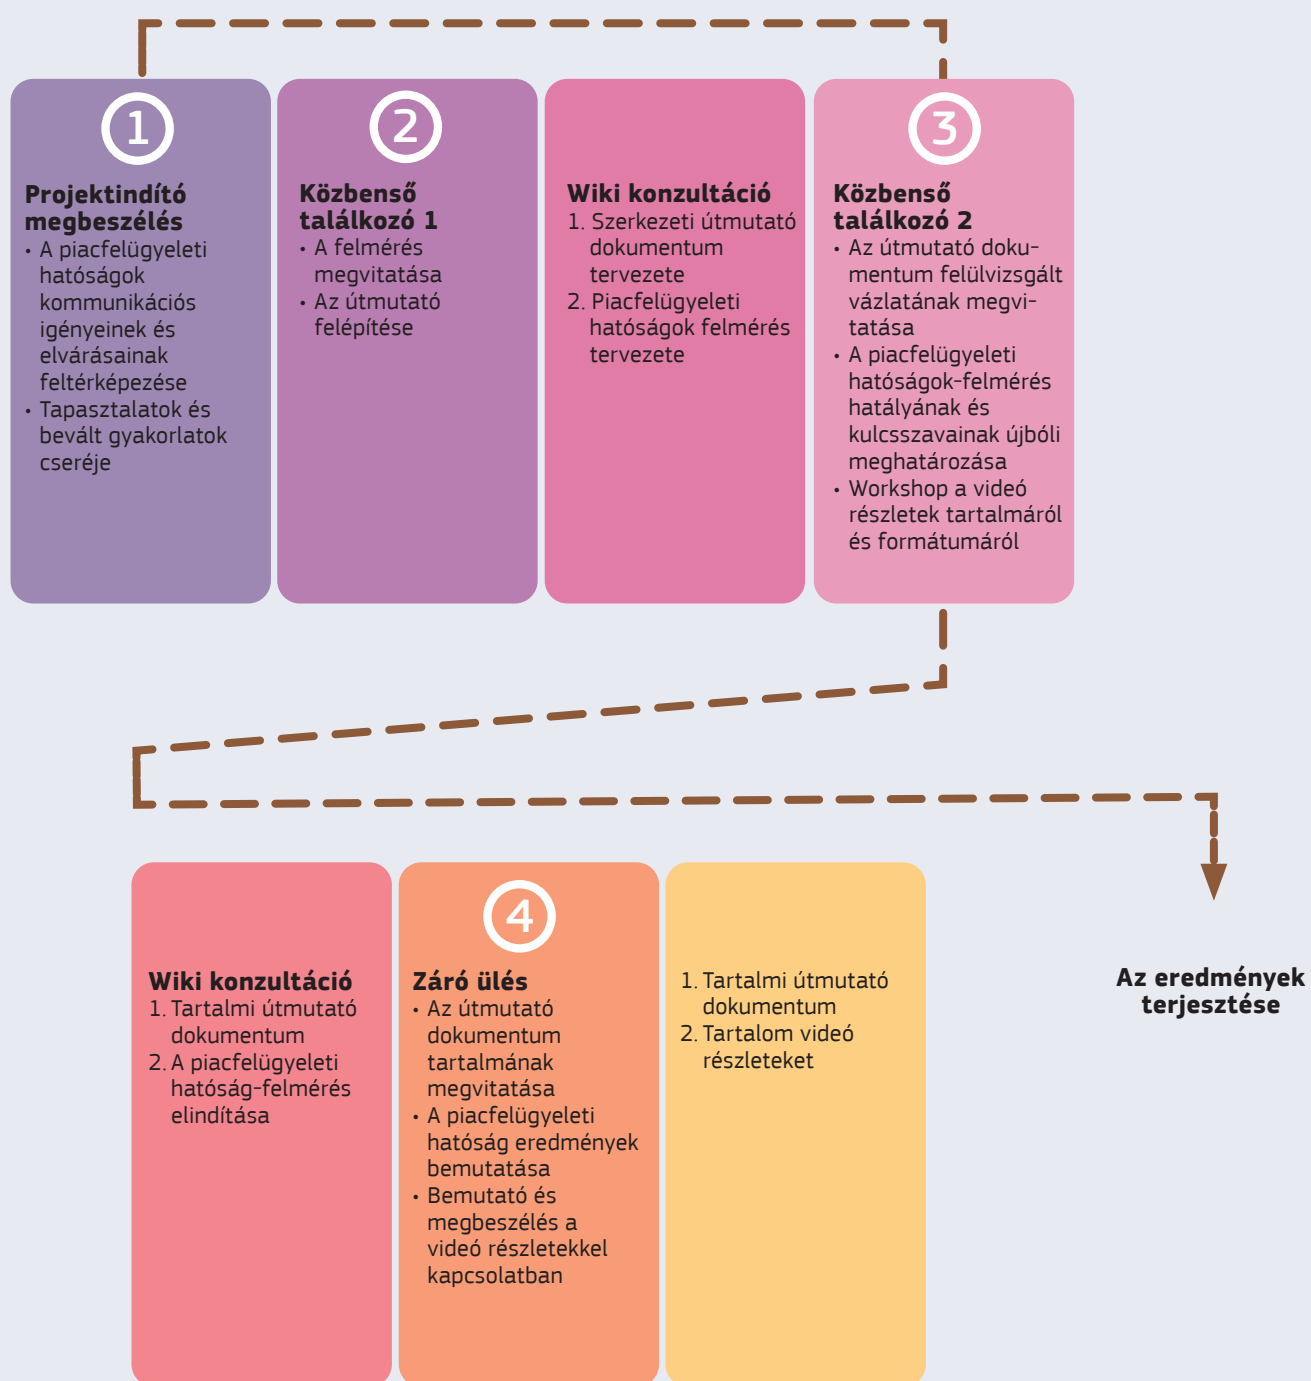 1
Projektindító
megbeszélés
• A piacfelügyeleti
hatóságok
kommunikációs
igényeinek és
elvárásainak
feltérképezése
• Tapasztalatok és
bevált gyakorlatok
cseréje
2
Közbenső
találkozó 1
• A felmérés
megvitatása
• Az útmutató
felépítése
Wiki konzultáció
1. Szerkezeti útmutató
dokumentum
tervezete
2. Piacfelügyeleti
hatóságok felmérés
tervezete
3
Közbenső
találkozó 2
• Az útmutató doku-
mentum felülvizsgált
vázlatának megvi-
tatása
• A piacfelügyeleti
hatóságok-felmérés
hatályának és
kulcsszavainak újbóli
meghatározása
• Workshop a videó
részletek tartalmáról
és formátumáról
Wiki konzultáció
1. Tartalmi útmutató
dokumentum
2. A piacfelügyeleti
hatóság-felmérés
elindítása
4
Záró ülés
• Az útmutató
dokumentum
tartalmának
megvitatása
• A piacfelügyeleti
hatóság eredmények
bemutatása
• Bemutató és
megbeszélés a
videó részletekkel
kapcsolatban
1. Tartalmi útmutató
dokumentum
2. Tartalom videó
részleteket
Az eredmények
terjesztése